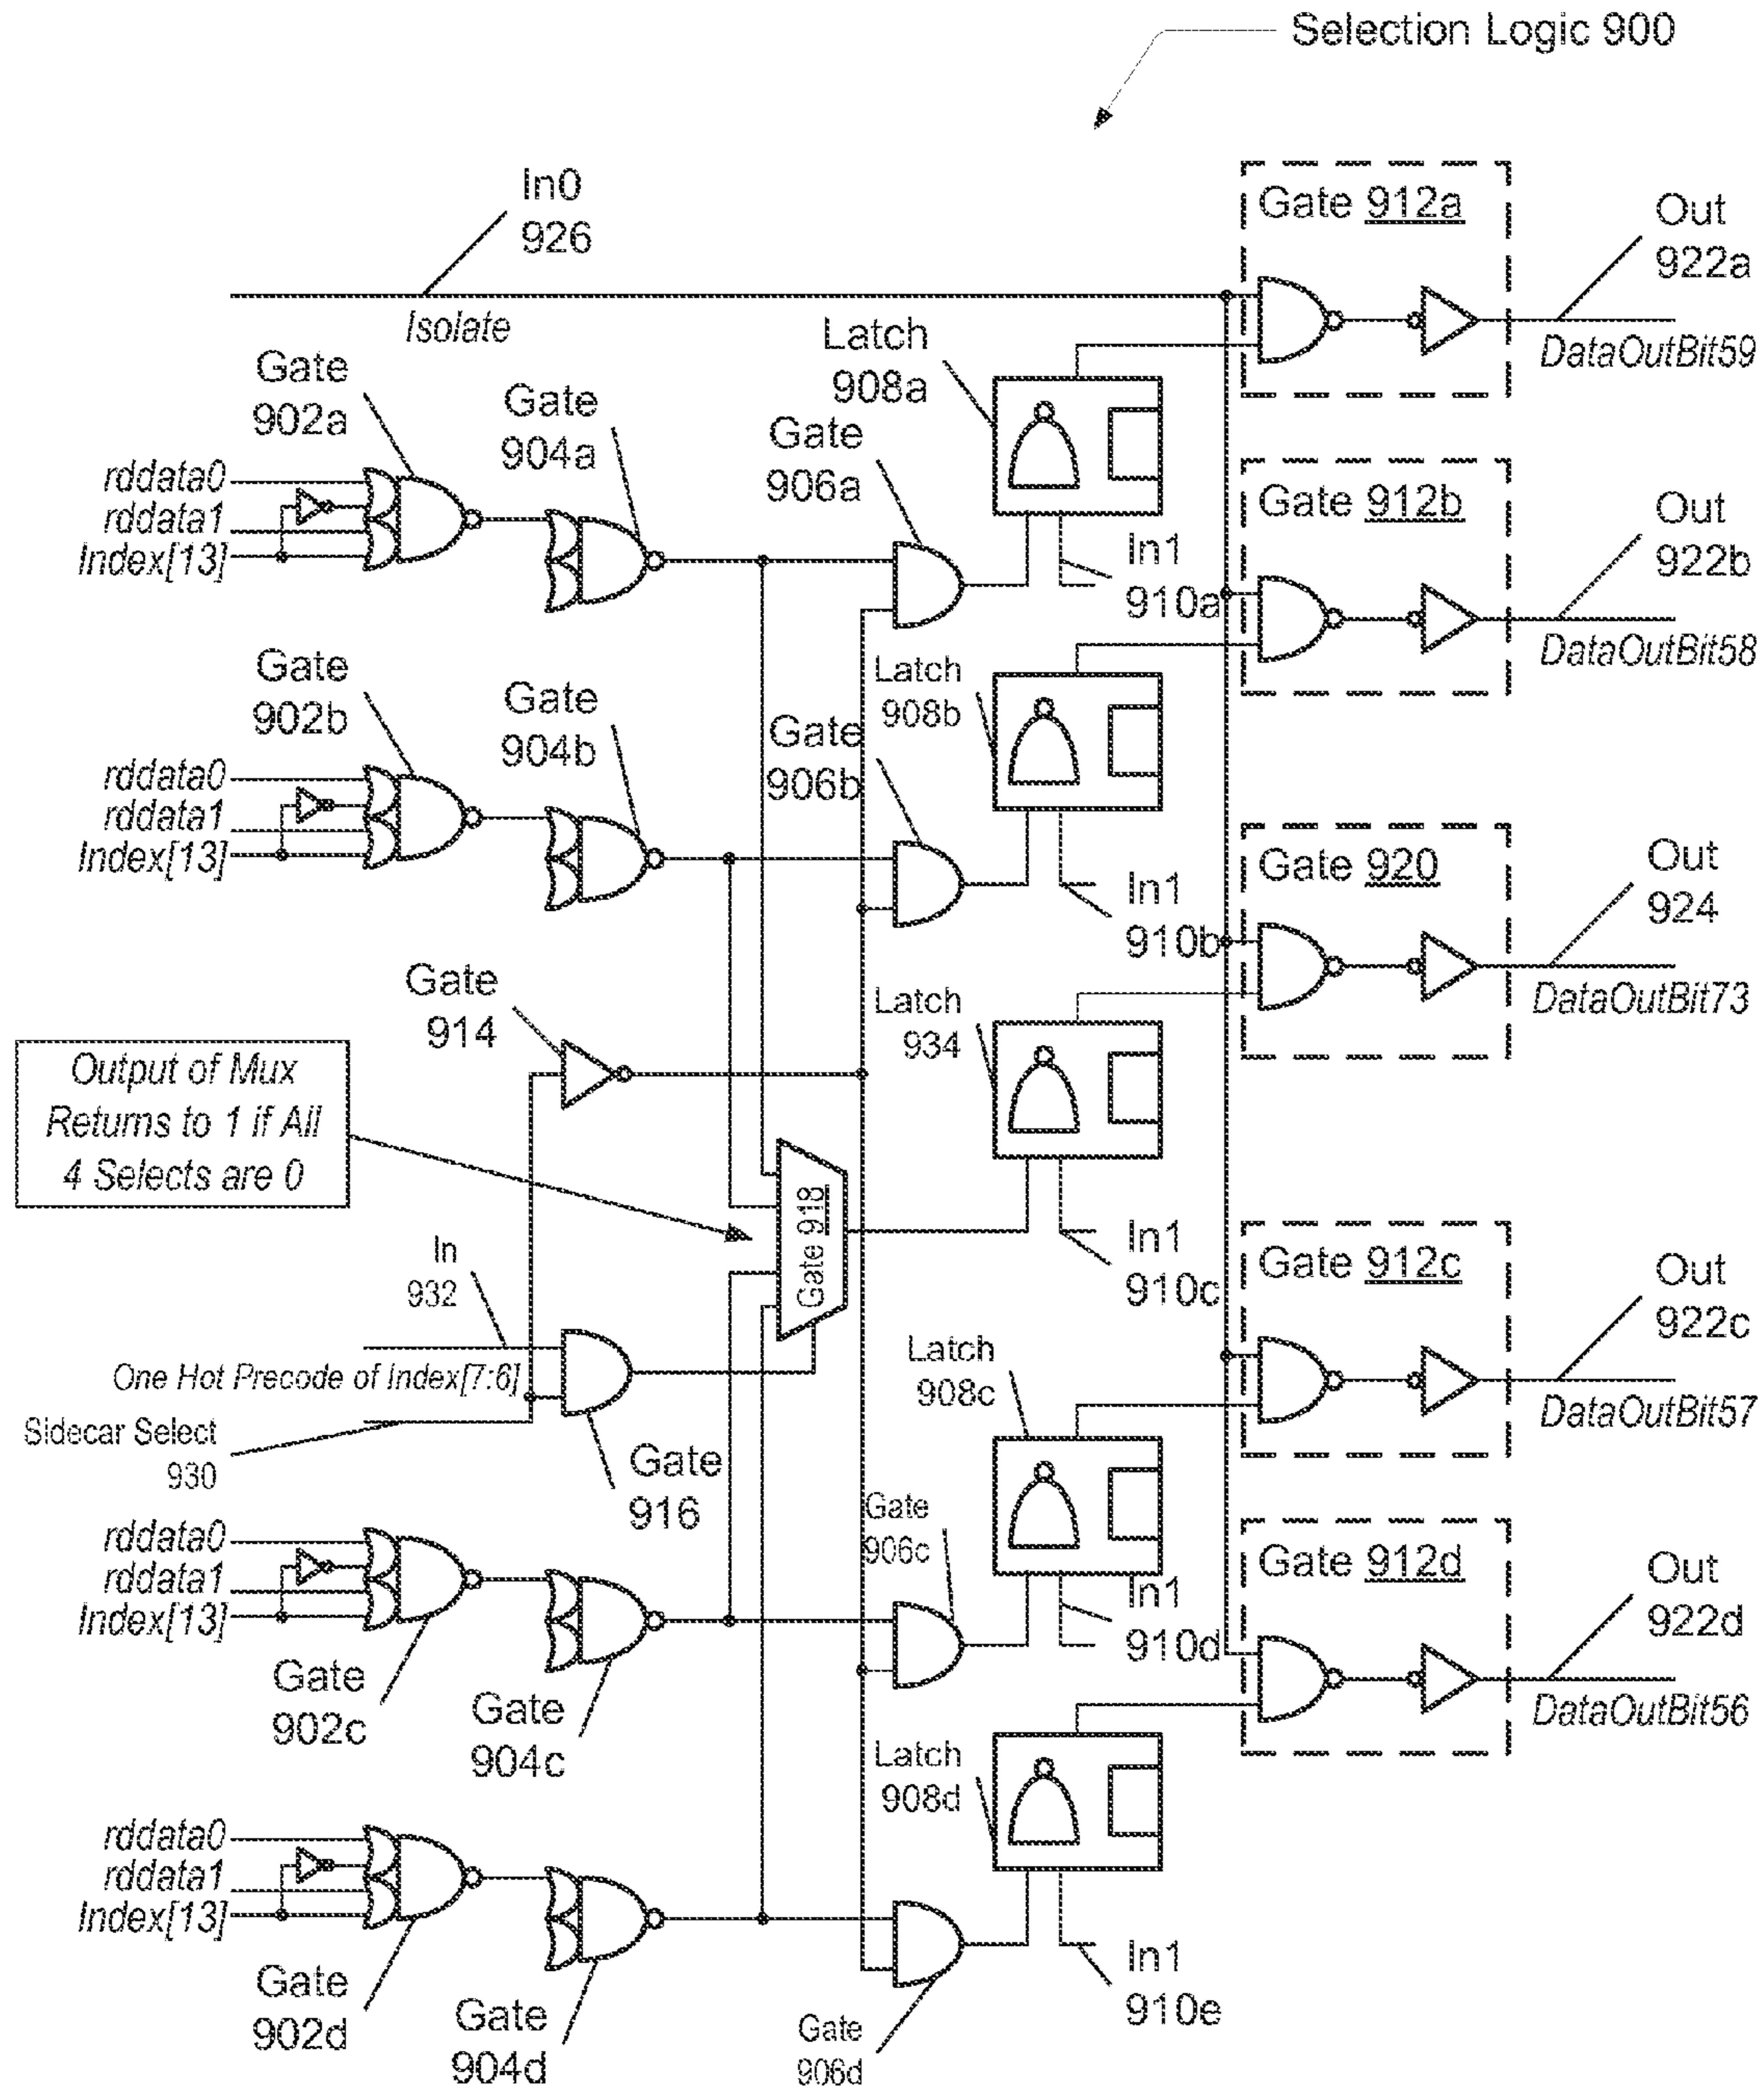 Selection Logic 900
In0
926
Isolate
Gate 912a
Out
922a
DataOutBit59
Gate
902a
Gate
904a
Latch
908a
Gate
906a
rddata0
rddata1
Index[13]
In1
910a
Gate 912b
Out
922b
DataOutBit58
Gate
902b
Gate
904b
Latch
908b
Gate
906b
rddata0
rddata1
Index[13]
In1
910b
Gate 920
Out
924
DataOutBit73
Gate
914
Latch
934
Output of Mux
Returns to 1 if All
4 Selects are 0
Gate 918
In1
910c
In
932
One Hot Precode of Index[7:6]
Sidecar Select
930
Gate
916
Gate 912c
Out
922c
DataOutBit57
Latch
908c
Gate
906c
rddata0
rddata1
Index[13]
Gate
902c
Gate
904c
In1
910d
Gate 912d
Out
922d
DataOutBit56
Latch
908d
rddata0
rddata1
Index[13]
Gate
902d
Gate
904d
Gate
906d
In1
910e